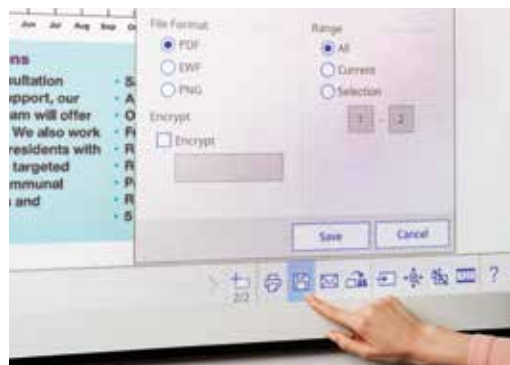 Jun Jul Aug Sep
ns
ultation
pport, our
am will offer
We also work
residents with
targeted
mmunal
and
S
A
O
F
R
R
P
R
5
File Format
PDF
EWF
PNG
Encrypt
Encrypt
Range
All
Current
Selection
1 - 2
Save Cancel
2/2
?